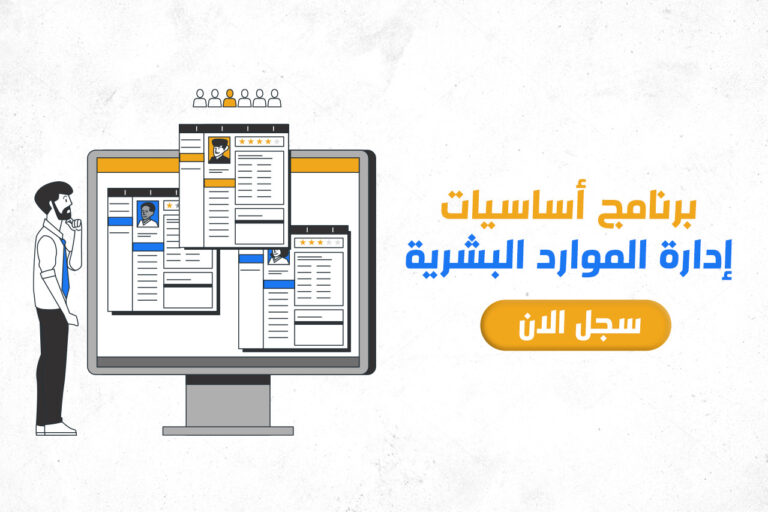 برنامج أساسيات
إدارة الموارد البشرية
سجل الان